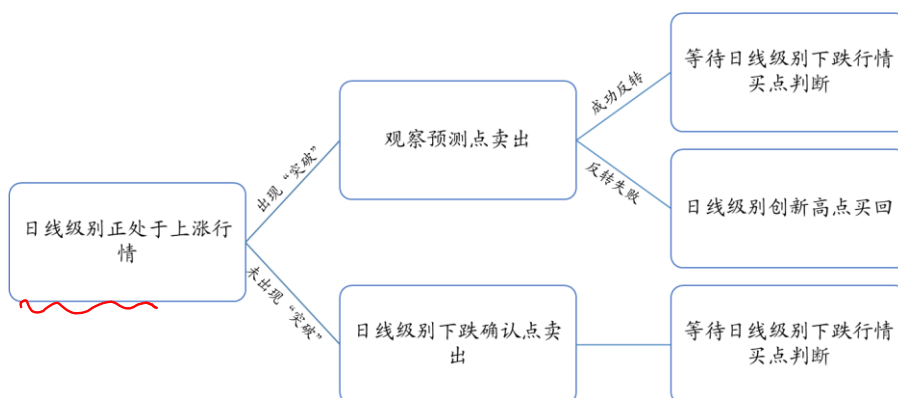 日线级别正处于上涨行
情
出现“突破”
未出现“突破”
观察预测点卖出
日线级别下跌确认点卖
出
成功反转
反转失败
等待日线级别下跌行情
买点判断
日线级别创新高点买回
等待日线级别下跌行情
买点判断